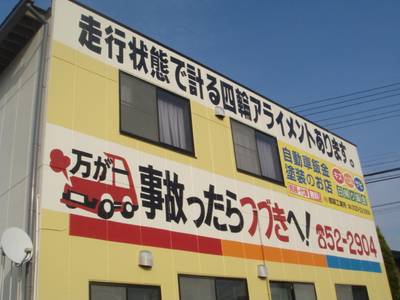 走行状態で計る四輪アライメントあります。
自動車鈑金
塗装のお店
万が一
事故ったらつづきへ!
☎52-2904